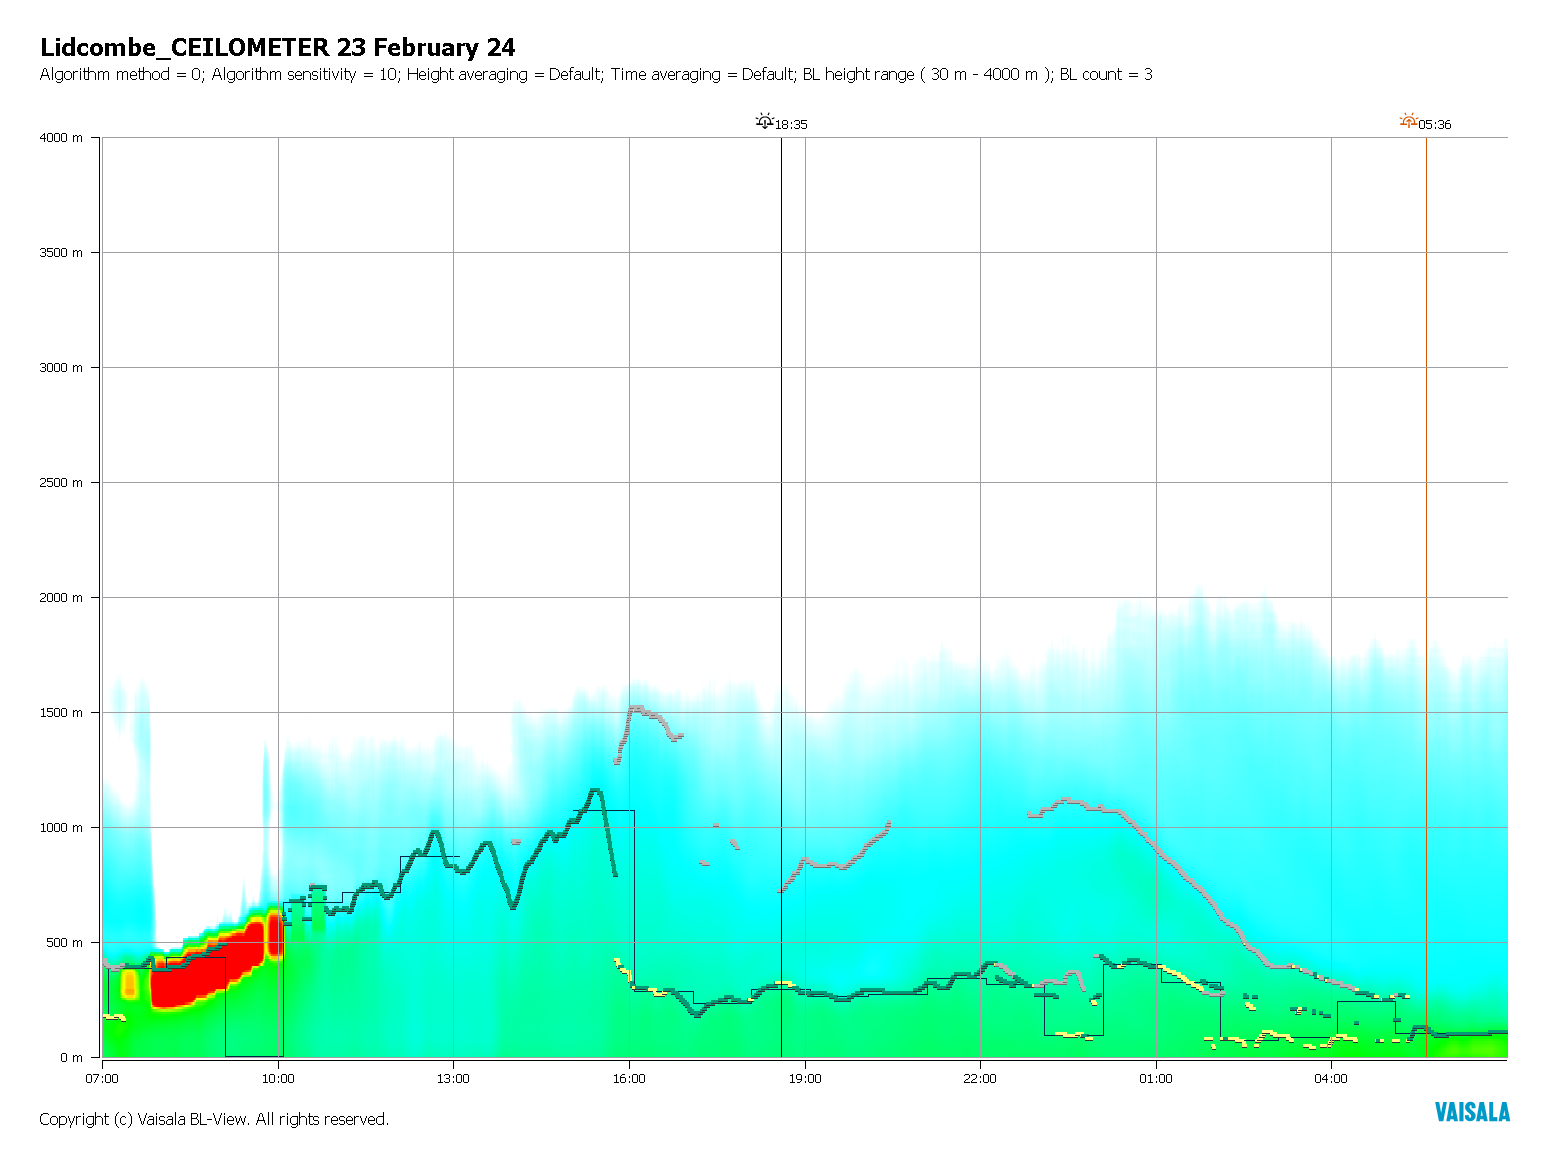 Lidcombe_CEILOMETER 23 February 24
Algorithm method = 0; Algorithm sensitivity = 10; Height averaging = Default; Time averaging = Default; BL height range ( 30 m - 4000 m ); BL count = 3
18:35
05:36
4000 m
3500 m
3000 m
2500 m
2000 m
1500 m
1000 m
500 m
0 m
07:00
10:00
13:00
16:00
19:00
22:00
01:00
04:00
Copyright (c) Vaisala BL-View. All rights reserved.
VAISALA